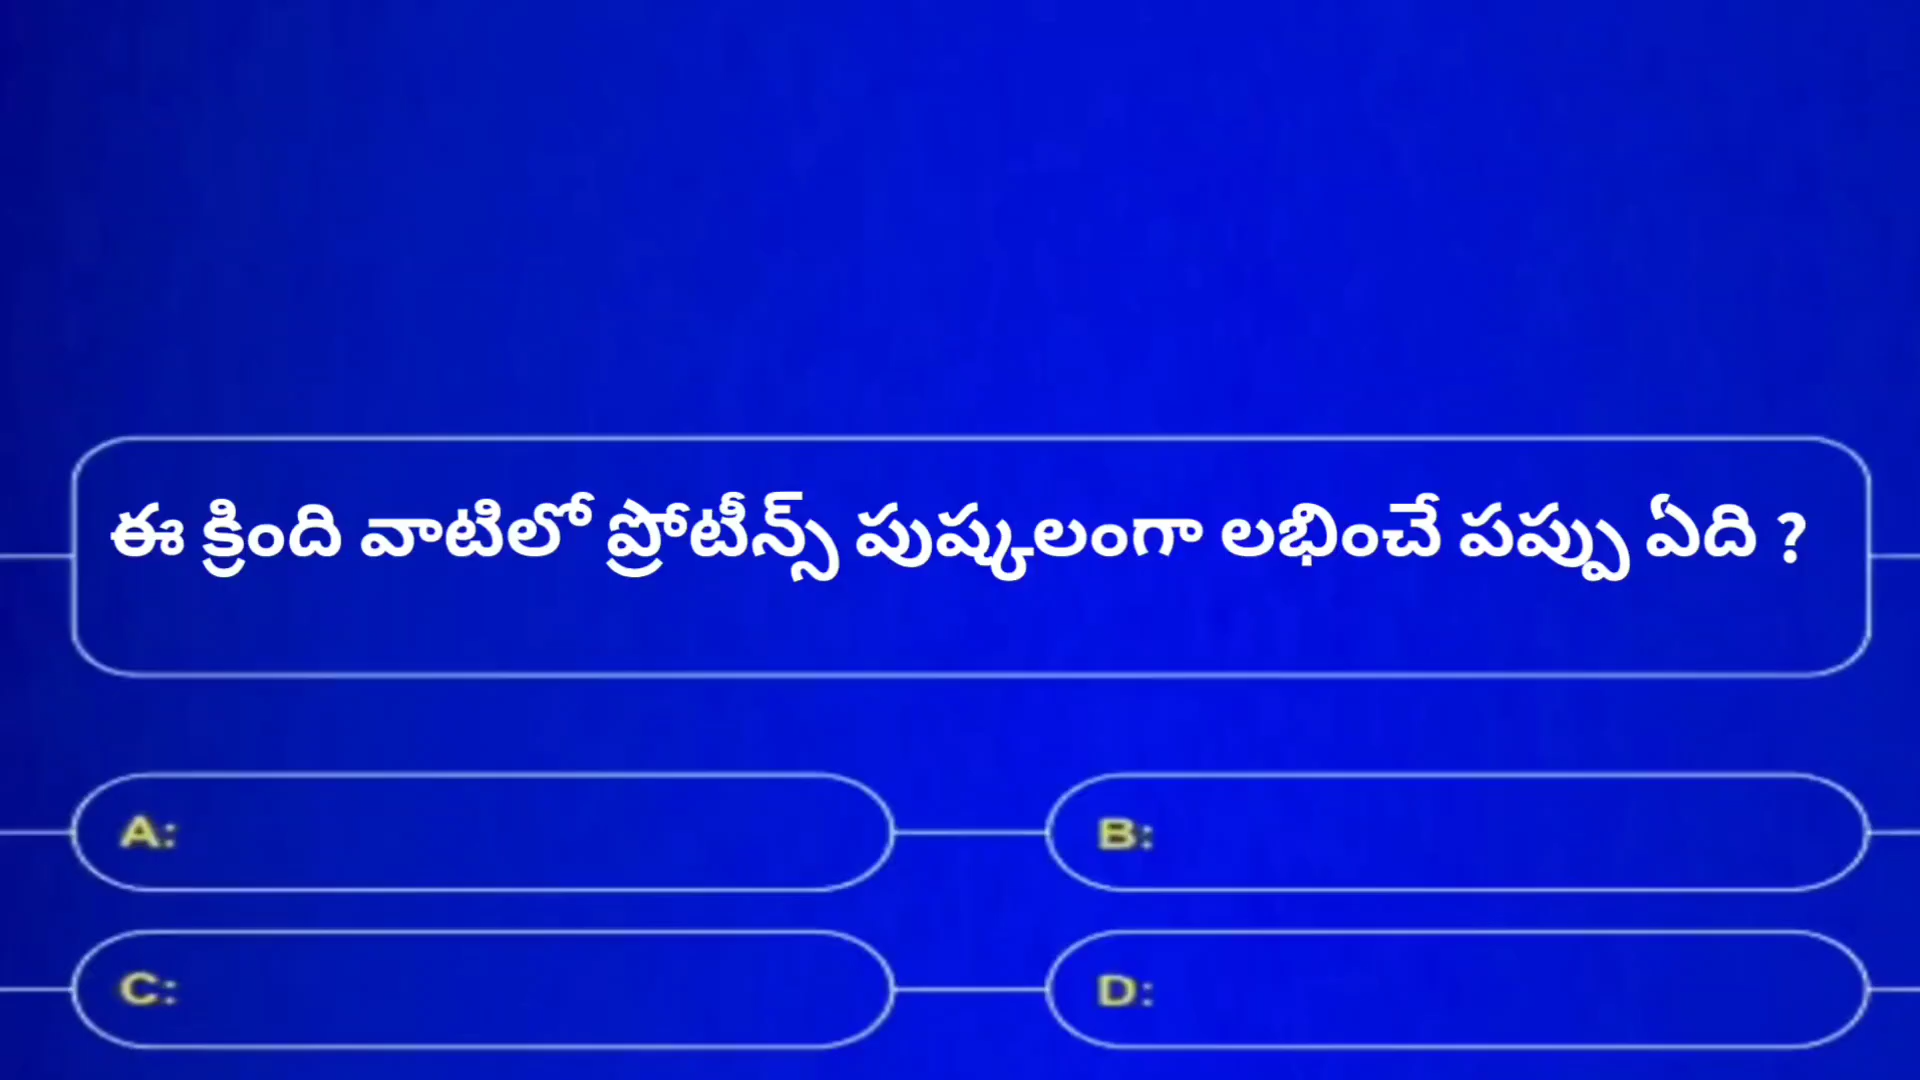 ఈ క్రింది వాటిలో ప్రోటీన్స్ పుష్కలంగా లభించే పప్పు ఏది ?
A:
B:
C:
D: